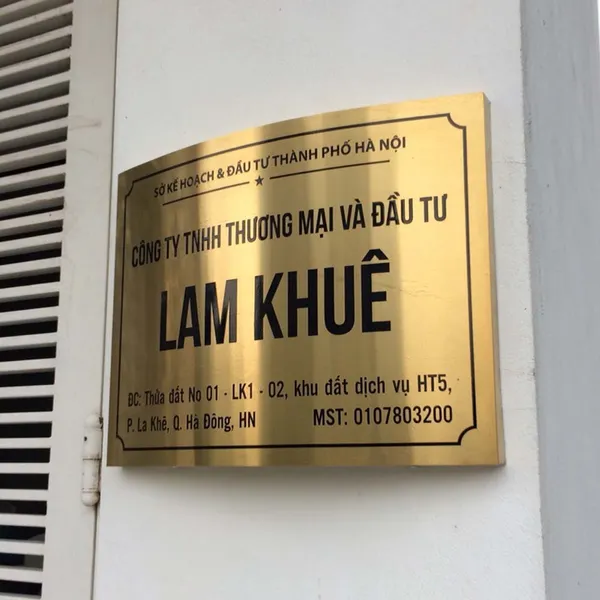 SỞ KẾ HOẠCH & ĐẦU TƯ THÀNH PHỐ HÀ NỘI
CÔNG TY TNHH THƯƠNG MẠI VÀ ĐẦU TƯ
LAM KHUÊ
ĐC: Thửa đất No 01 - LK1 - 02, khu đất dịch vụ HT5,
P. La Khê, Q. Hà Đông, HN MST: 0107803200